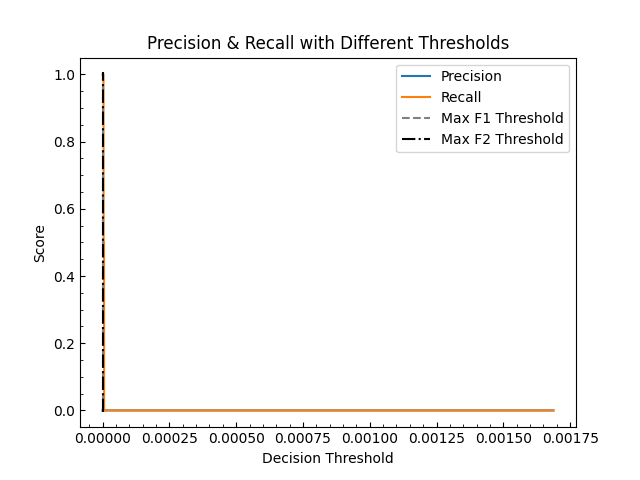 Precision & Recall with Different Thresholds
1.0
0.8
0.6
0.4
0.2
0.0
Score
Precision
Recall
Max F1 Threshold
Max F2 Threshold
0.00000 0.00025 0.00050 0.00075 0.00100 0.00125 0.00150 0.00175
Decision Threshold